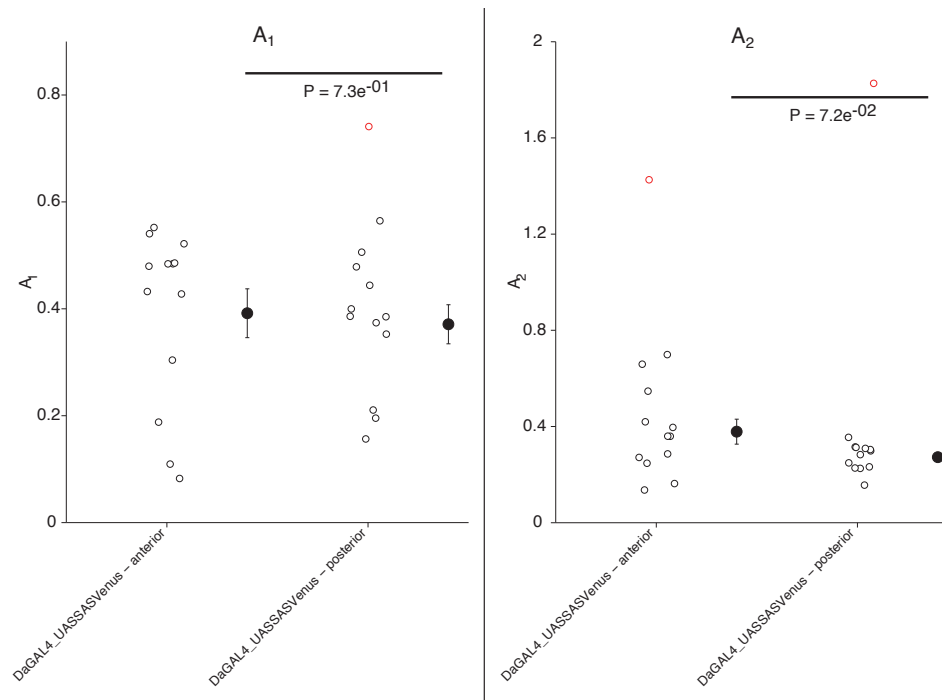 A1
0.8
P = 7.3e-01
0.6
A1
0.4
0.2
0
DaGAL4_UASSASVenus – anterior
DaGAL4_UASSASVenus – posterior
A2
2
P = 7.2e-02
1.6
1.2
A2
0.8
0.4
0
DaGAL4_UASSASVenus – anterior
DaGAL4_UASSASVenus – posterior